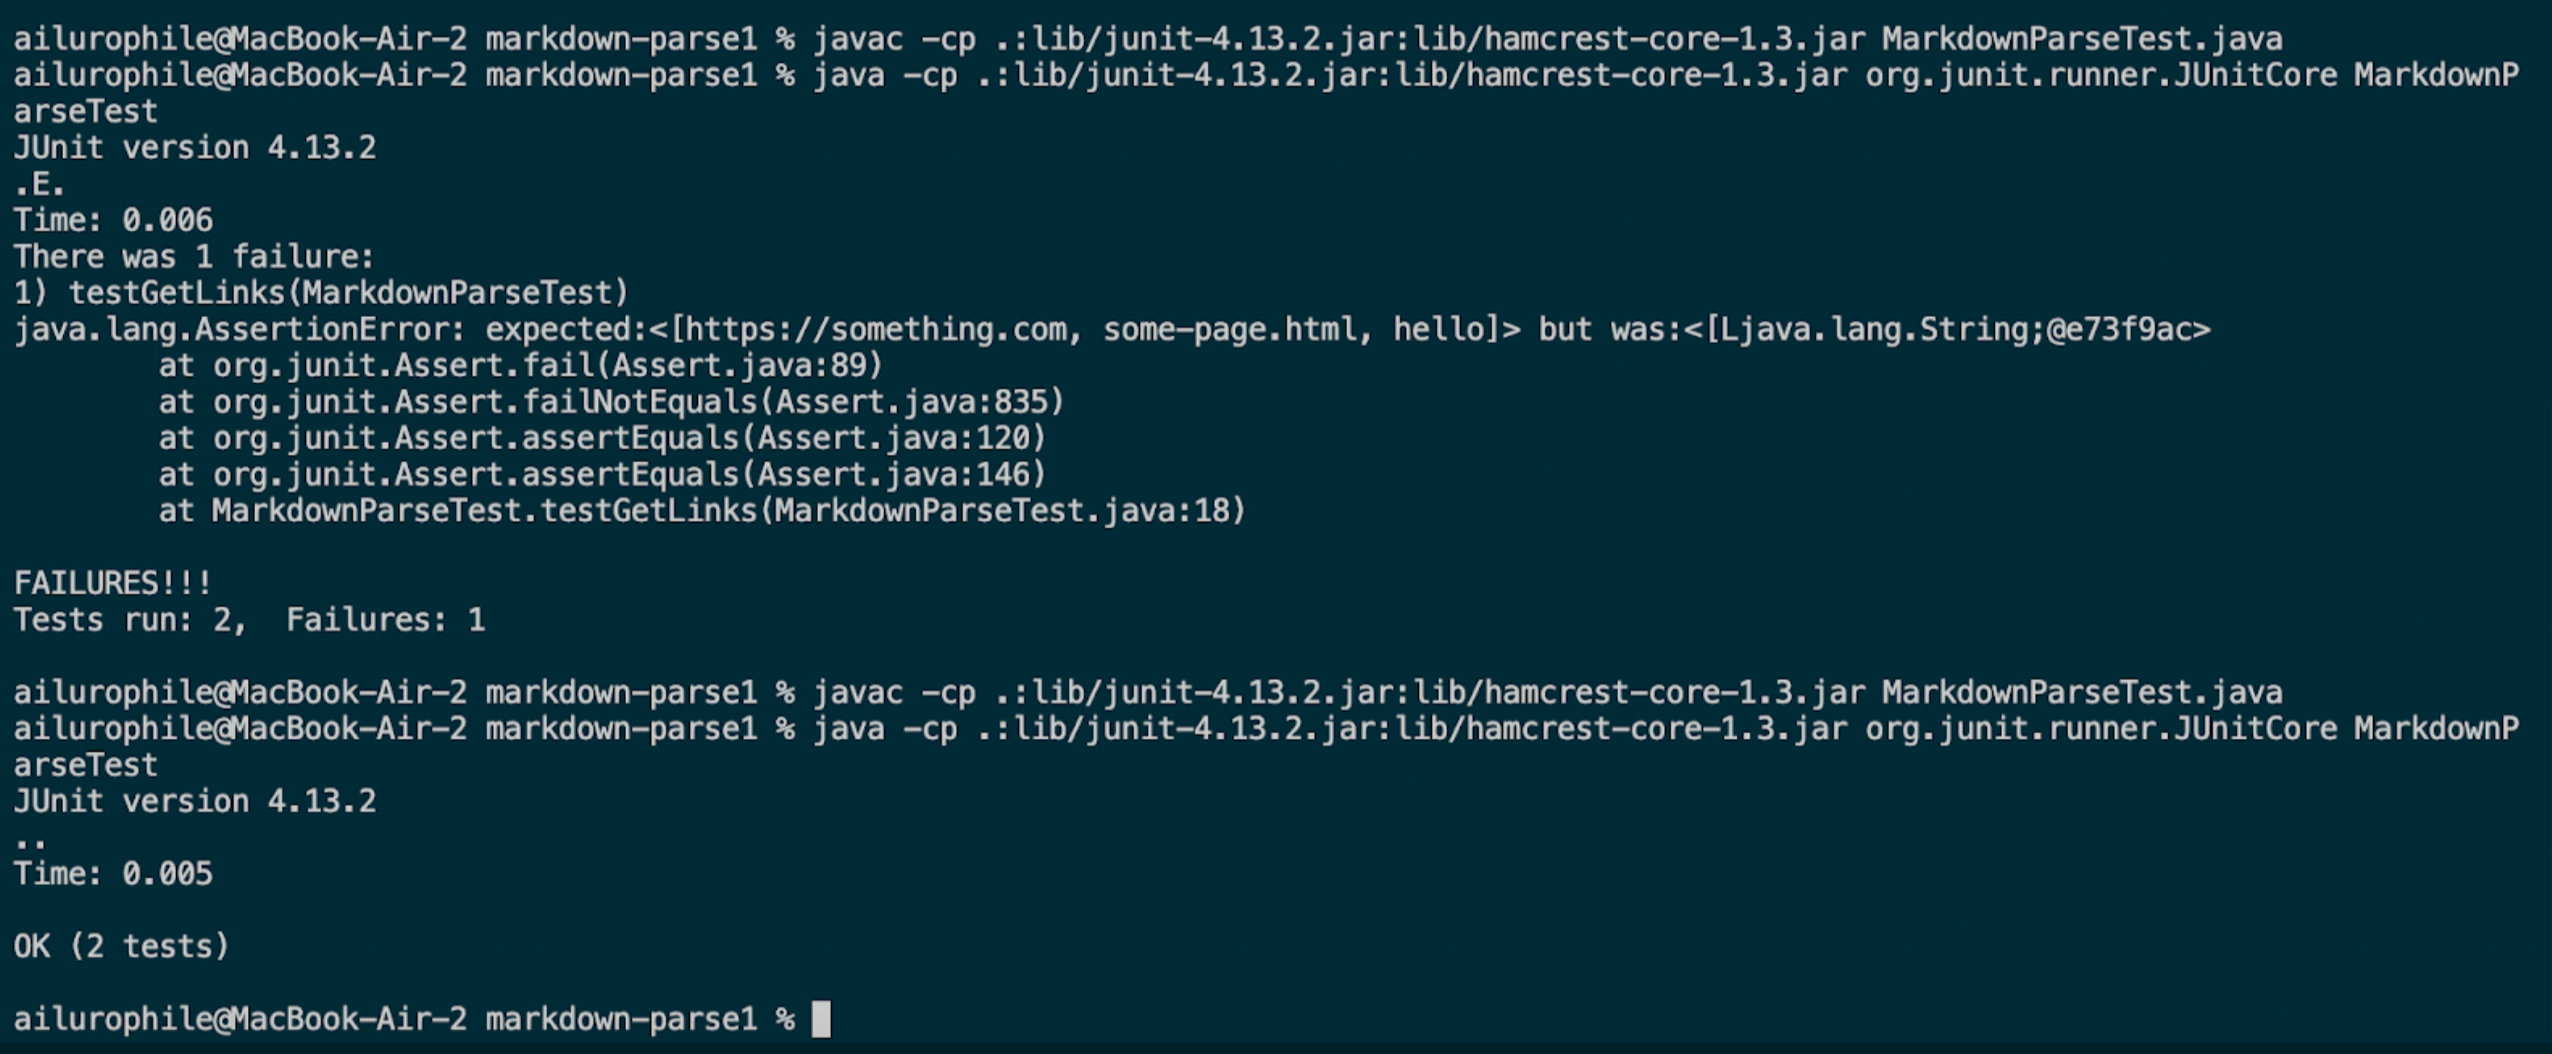 ailurophile@MacBook-Air-2 markdown-parse1 % javac -cp .:lib/junit-4.13.2.jar:lib/hamcrest-core-1.3.jar MarkdownParseTest.java
ailurophile@MacBook-Air-2 markdown-parse1 % java -cp .:lib/junit-4.13.2.jar:lib/hamcrest-core-1.3.jar org.junit.runner.JUnitCore MarkdownP
arseTest
JUnit version 4.13.2
.E.
Time: 0.006
There was 1 failure:
1) testGetLinks(MarkdownParseTest)
java.lang.AssertionError: expected:<[https://something.com, some-page.html, hello]> but was:<[Ljava.lang.String;@e73f9ac>
        at org.junit.Assert.fail(Assert.java:89)
        at org.junit.Assert.failNotEquals(Assert.java:835)
        at org.junit.Assert.assertEquals(Assert.java:120)
        at org.junit.Assert.assertEquals(Assert.java:146)
        at MarkdownParseTest.testGetLinks(MarkdownParseTest.java:18)

FAILURES!!!
Tests run: 2,  Failures: 1

ailurophile@MacBook-Air-2 markdown-parse1 % javac -cp .:lib/junit-4.13.2.jar:lib/hamcrest-core-1.3.jar MarkdownParseTest.java
ailurophile@MacBook-Air-2 markdown-parse1 % java -cp .:lib/junit-4.13.2.jar:lib/hamcrest-core-1.3.jar org.junit.runner.JUnitCore MarkdownP
arseTest
JUnit version 4.13.2
..
Time: 0.005

OK (2 tests)

ailurophile@MacBook-Air-2 markdown-parse1 %